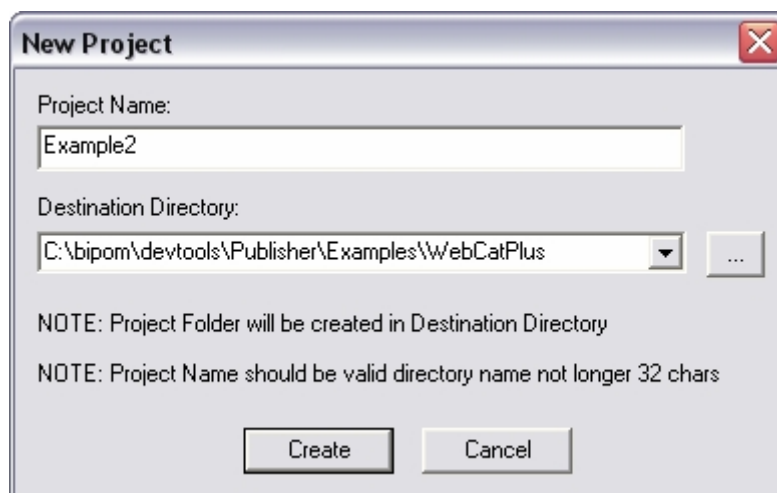 New Project
Project Name:
Example2
Destination Directory:
C:\bipom\devtools\Publisher\Examples\WebCatPlus
...
NOTE: Project Folder will be created in Destination Directory
NOTE: Project Name should be valid directory name not longer 32 chars
Create Cancel